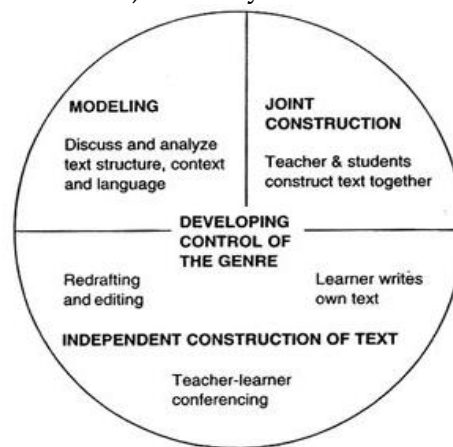 MODELING
Discuss and analyze
text structure, context
and language
JOINT
CONSTRUCTION
Teacher & students
construct text together
DEVELOPING
CONTROL OF
THE GENRE
Redrafting
and editing
Learner writes
own text
INDEPENDENT CONSTRUCTION OF TEXT
Teacher-learner
conferencing